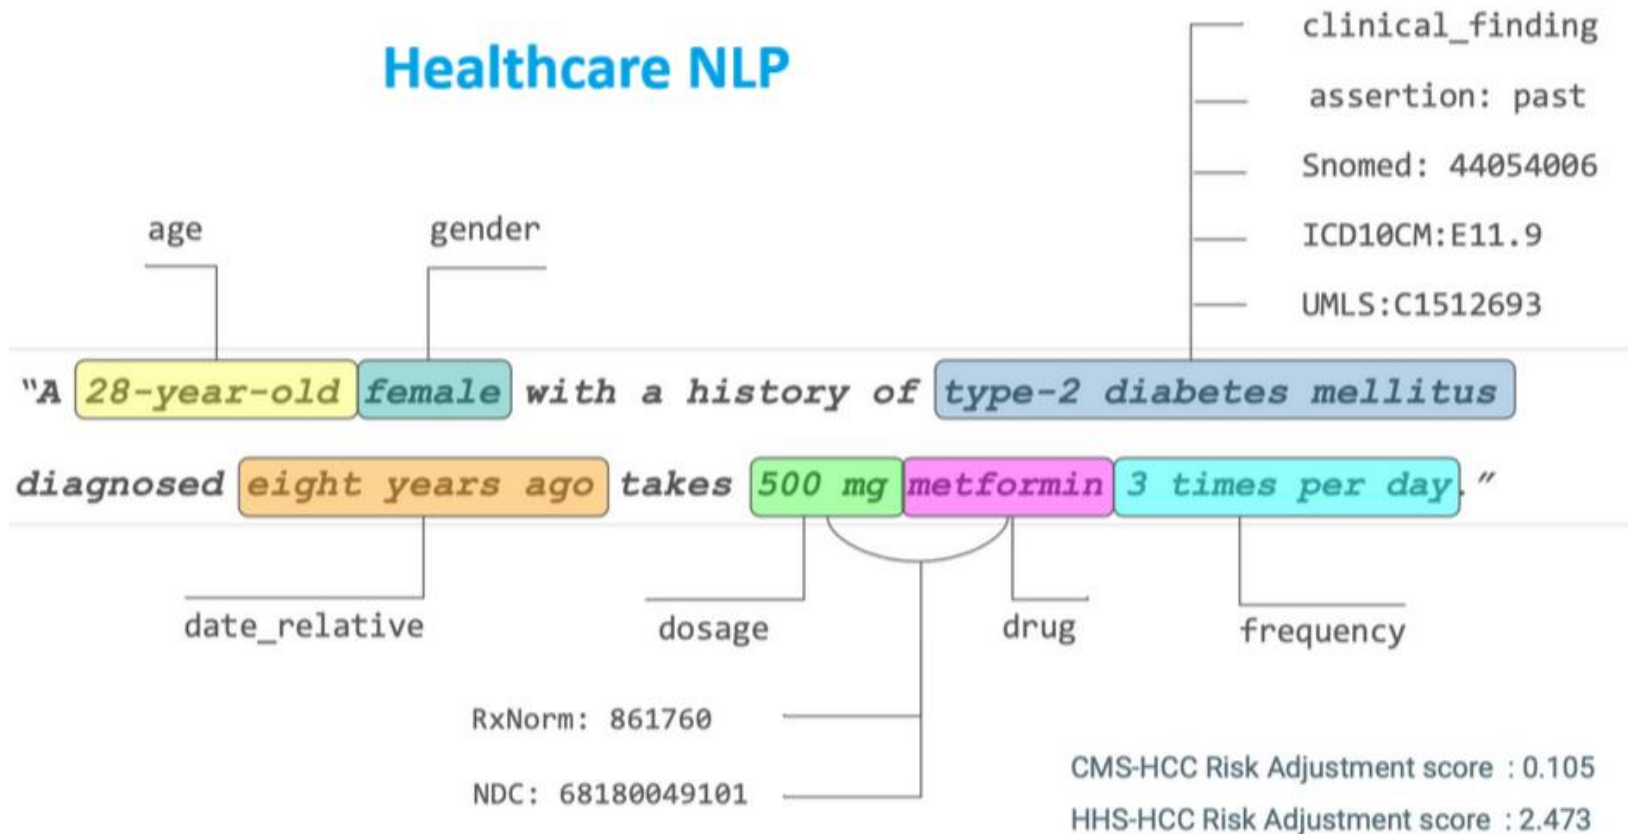 Healthcare NLP
clinical_finding
assertion: past
Snomed: 44054006
ICD10CM:E11.9
UMLS:C1512693
age
gender
"A 28-year-old female with a history of type-2 diabetes mellitus
diagnosed eight years ago takes 500 mg metformin 3 times per day."
date_relative
dosage
drug
frequency
RxNorm: 861760
NDC: 68180049101
CMS-HCC Risk Adjustment score : 0.105
HHS-HCC Risk Adjustment score : 2.473